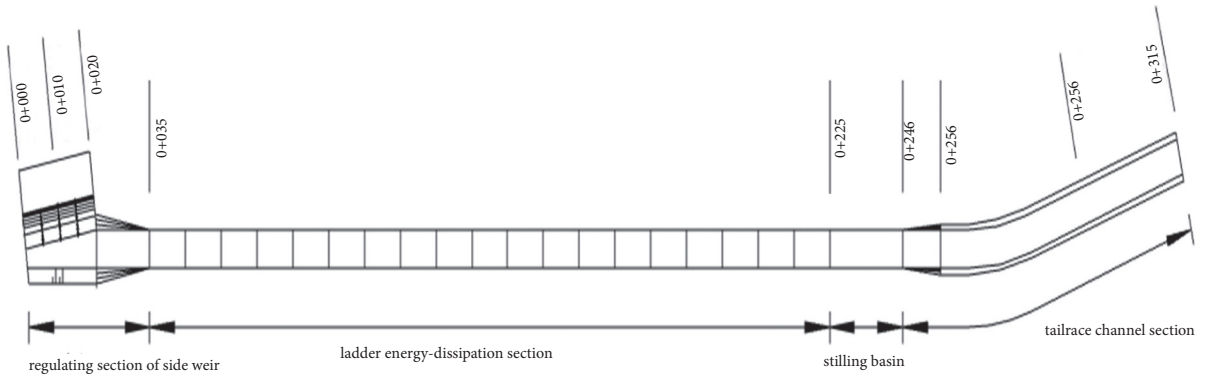 0+000
0+010
0+020
0+035
0+225
0+246
0+256
0+256
0+315
regulating section of side weir
ladder energy-dissipation section
stilling basin
tailrace channel section